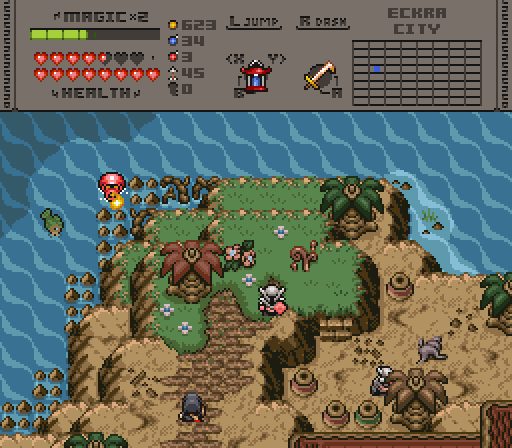 MAGIC×2
623
34
3
45
0
HEALTH
L JUMP
R DASH
<X Y>
B
A
ECKRA
CITY